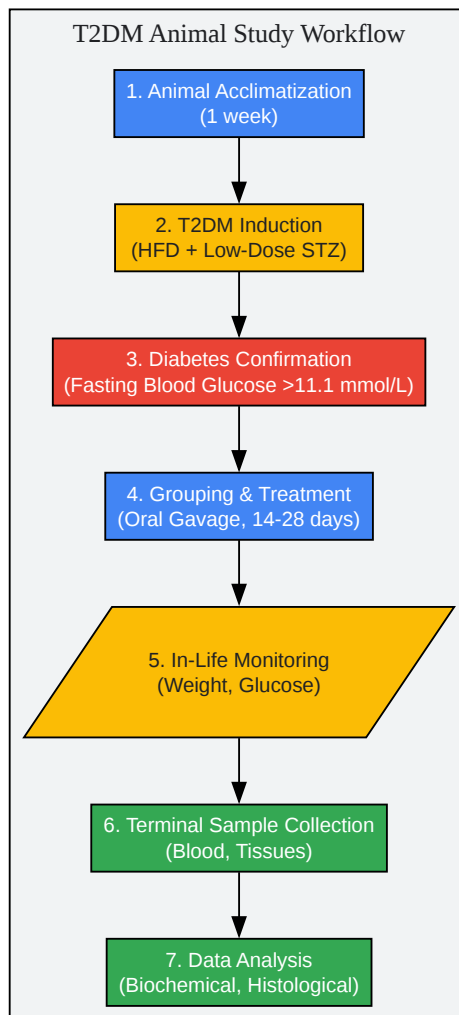 T2DM Animal Study Workflow
1. Animal Acclimatization
(1 week)
2. T2DM Induction
(HFD + Low-Dose STZ)
3. Diabetes Confirmation
(Fasting Blood Glucose >11.1 mmol/L)
4. Grouping & Treatment
(Oral Gavage, 14-28 days)
5. In-Life Monitoring
(Weight, Glucose)
6. Terminal Sample Collection
(Blood, Tissues)
7. Data Analysis
(Biochemical, Histological)